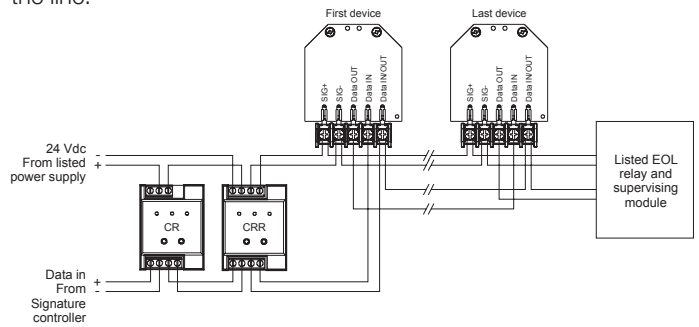 the line.
First device
Last device
SIG+
SIG-
Data OUT
Data IN
Data IN/OUT
SIG+
SIG-
Data OUT
Data IN
Data IN/OUT
24 Vdc -
From listed +
power supply
Listed EOL
relay and
supervising
module
CR
CRR
Data in +
From -
Signature
controller